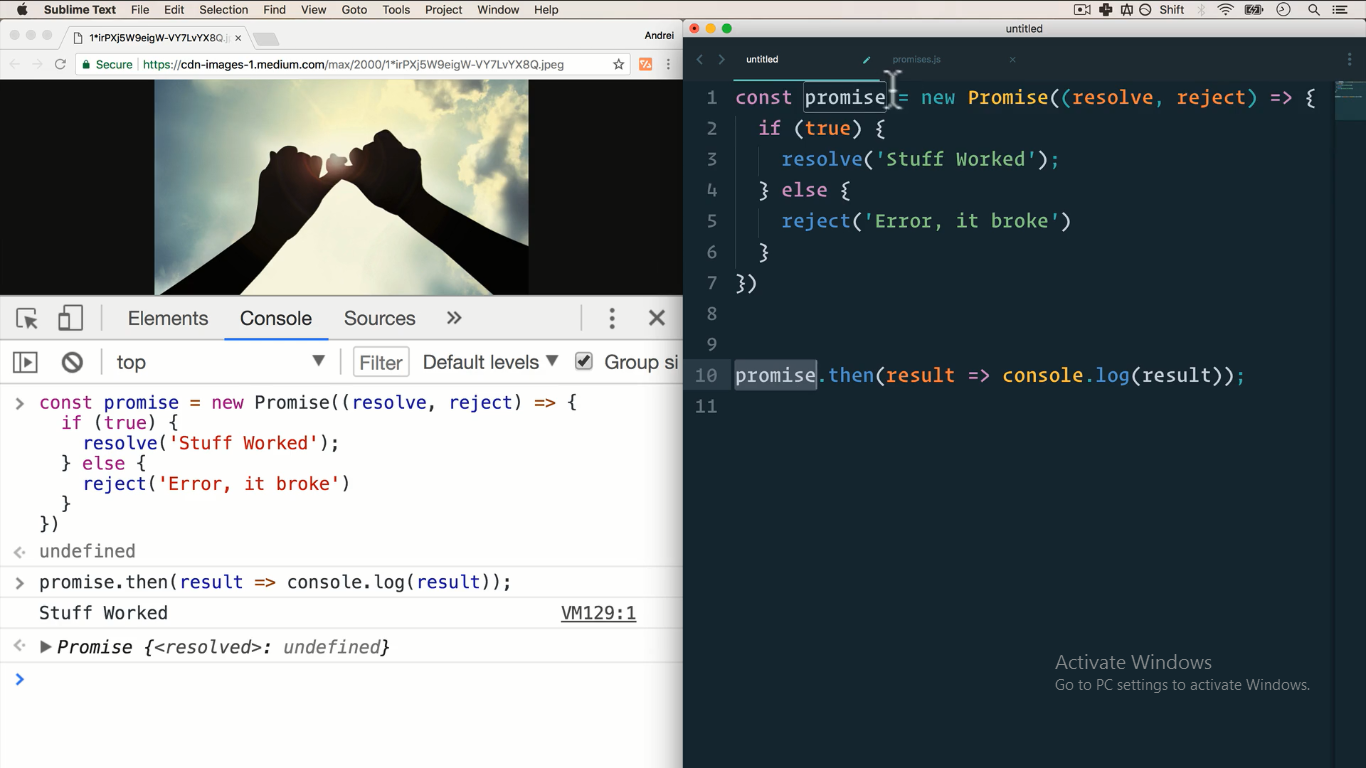 Sublime Text File Edit Selection Find View Goto Tools Project Window Help Shift
1*irPXj5W9eigW-VY7LvYX8Q.j × Andrei
Secure https://cdn-images-1.medium.com/max/2000/1*irPXj5W9eigW-VY7LvYX8Q.jpeg
Elements Console Sources
top Filter Default levels Group si
const promise = new Promise((resolve, reject) => {
if (true) {
resolve('Stuff Worked');
} else {
reject('Error, it broke')
}
})
undefined
promise.then(result => console.log(result));
Stuff Worked VM129:1
Promise {<resolved>: undefined}
untitled
untitled promises.js
1 const promise = new Promise((resolve, reject) => {
2 if (true) {
3 resolve('Stuff Worked');
4 } else {
5 reject('Error, it broke')
6 }
7 })
8
9
10 promise.then(result => console.log(result));
11
Activate Windows
Go to PC settings to activate Windows.